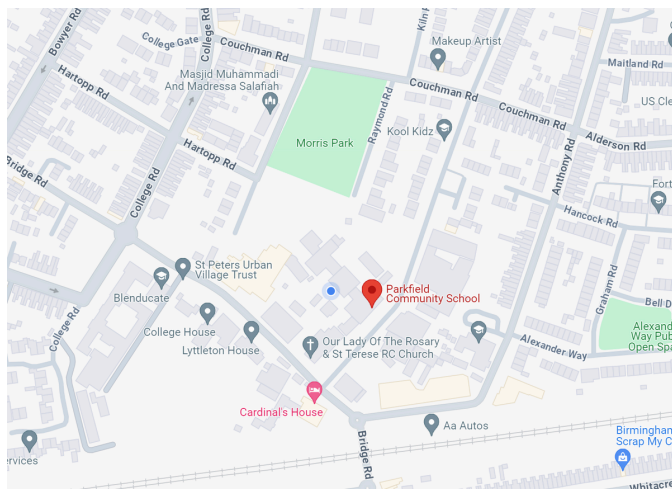 Bowyer Rd
College Rd
College Gate
Couchman Rd
Kiln
Makeup Artist
Maitland Rd
Hartopp Rd
Masjid Muhammadi
And Madressa Salafiah
Couchman Rd
US Cle
Raymond Rd
Kool Kidz
Couchman Rd
Alderson Rd
Morris Park
Hartopp Rd
Bridge Rd
College Rd
Anthony Rd
Fort
Hancock Rd
St Peters Urban
Village Trust
Blenducate
Parkfield
Community School
Graham Rd
Bell D
College House
Lyttleton House
College Rd
Our Lady Of The Rosary
& St Terese RC Church
Alexander Way
Alexand
Way Pub
Open Spa
Cardinal's House
Aa Autos
Bridge Rd
ervices
Birmingham
Scrap My C
Whitacre